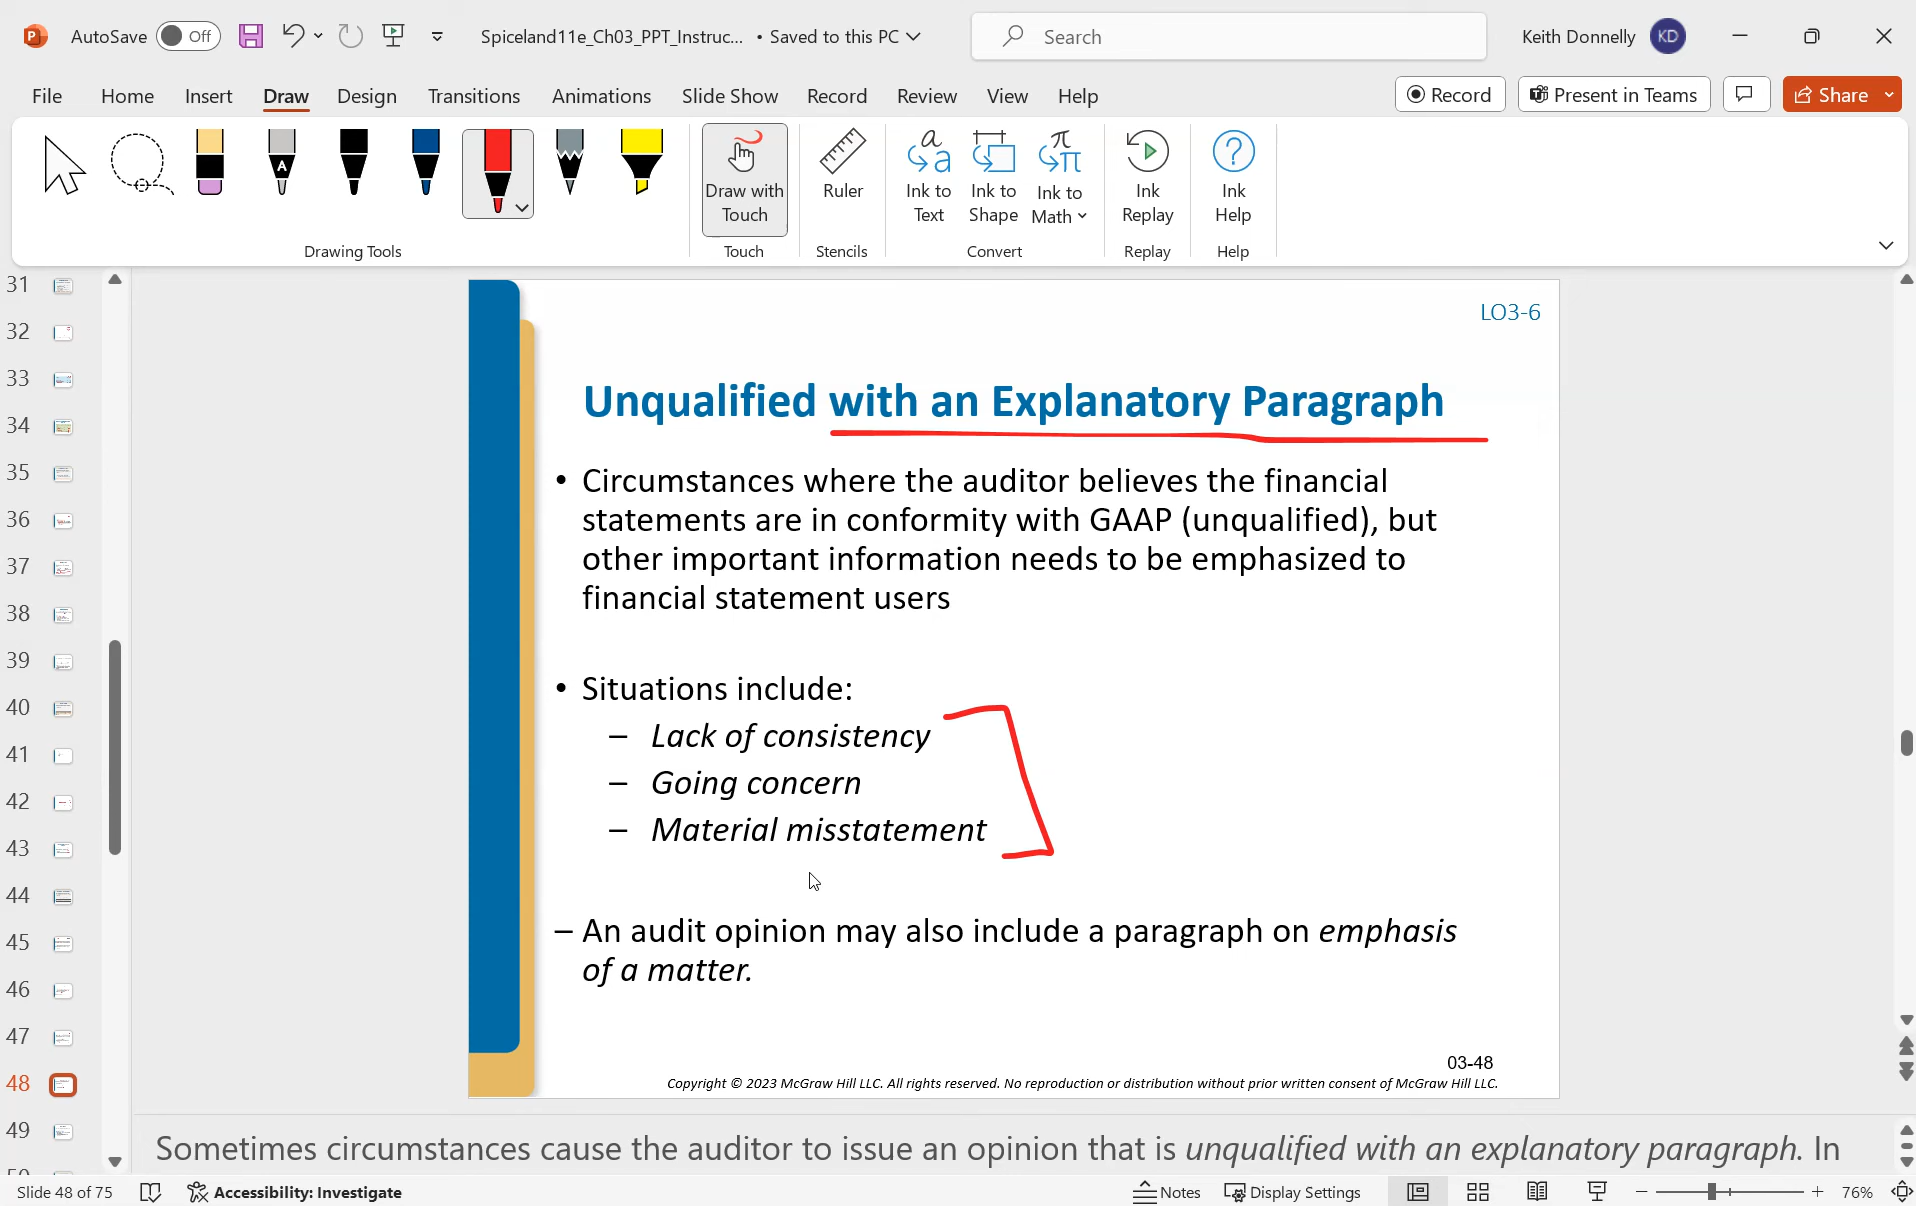 AutoSave Off Spiceland11e_Ch03_PPT_Instruc... • Saved to this PC Search Keith Donnelly KD
File Home Insert Draw Design Transitions Animations Slide Show Record Review View Help Record Present in Teams Share
Draw with Touch
Ruler
Ink to Text
Ink to Shape
Ink to Math
Ink Replay
Ink Help
Drawing Tools Touch Stencils Convert Replay Help
31
32
33
34
35
36
37
38
39
40
41
42
43
44
45
46
47
48
49
LO3-6
Unqualified with an Explanatory Paragraph
• Circumstances where the auditor believes the financial
statements are in conformity with GAAP (unqualified), but
other important information needs to be emphasized to
financial statement users
• Situations include:
– Lack of consistency
– Going concern
– Material misstatement
– An audit opinion may also include a paragraph on emphasis
of a matter.
03-48
Copyright © 2023 McGraw Hill LLC. All rights reserved. No reproduction or distribution without prior written consent of McGraw Hill LLC.
Sometimes circumstances cause the auditor to issue an opinion that is unqualified with an explanatory paragraph. In
Slide 48 of 75 Accessibility: Investigate Notes Display Settings 76%